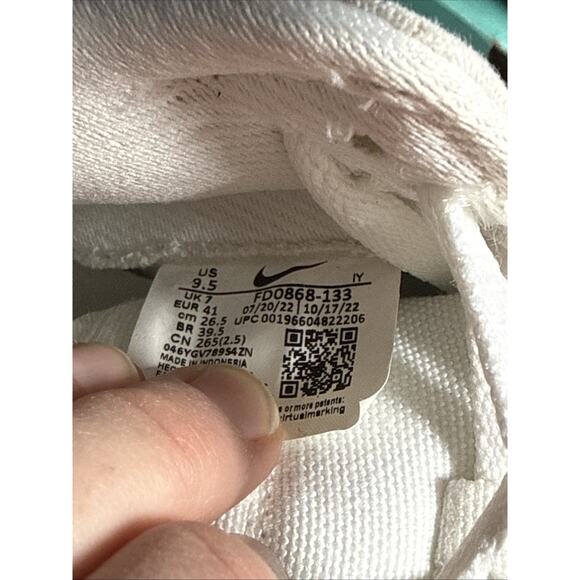 US
9.5
UK 7
EUR 41
cm 26.5
BR 39.5
CN 265(2.5)
046YGV789S4ZN
MADE IN INDONESIA
IY
FD0868-133
07/20/22 | 10/17/22
UPC 00196604822206
or more patents:
virtualmarking